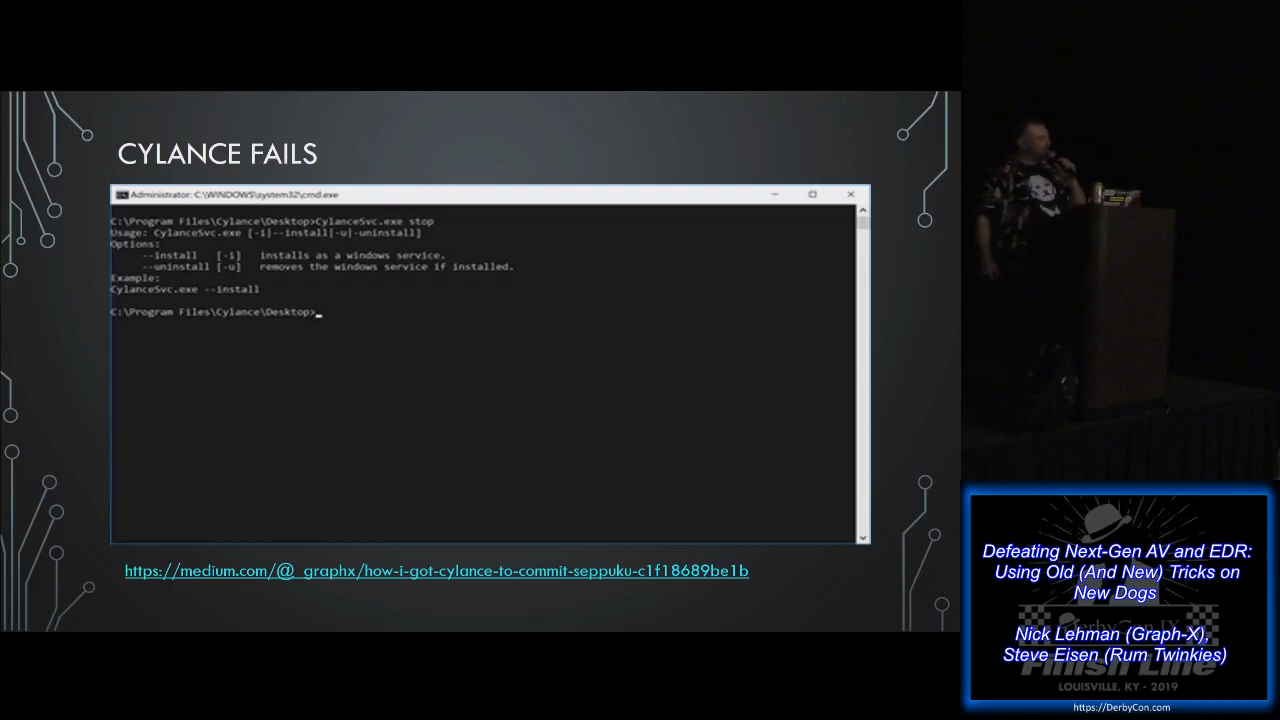 CYLANCE FAILS
Administrator: C:\WINDOWS\system32\cmd.exe
C:\Program Files\Cylance\Desktop>CylanceSvc.exe stop
Usage: CylanceSvc.exe [-i|--install|-u|-uninstall]
Options:
--install [-i] installs as a windows service.
--uninstall [-u] removes the windows service if installed.
Example:
CylanceSvc.exe --install
C:\Program Files\Cylance\Desktop>
https://medium.com/@_graphx/how-i-got-cylance-to-commit-seppuku-c1f18689be1b
Defeating Next-Gen AV and EDR:
Using Old (And New) Tricks on
New Dogs
DerbyCon IX
Nick Lehman (Graph-X),
Steve Eisen (Rum Twinkies)
Finish Line
LOUISVILLE, KY - 2019
https://DerbyCon.com